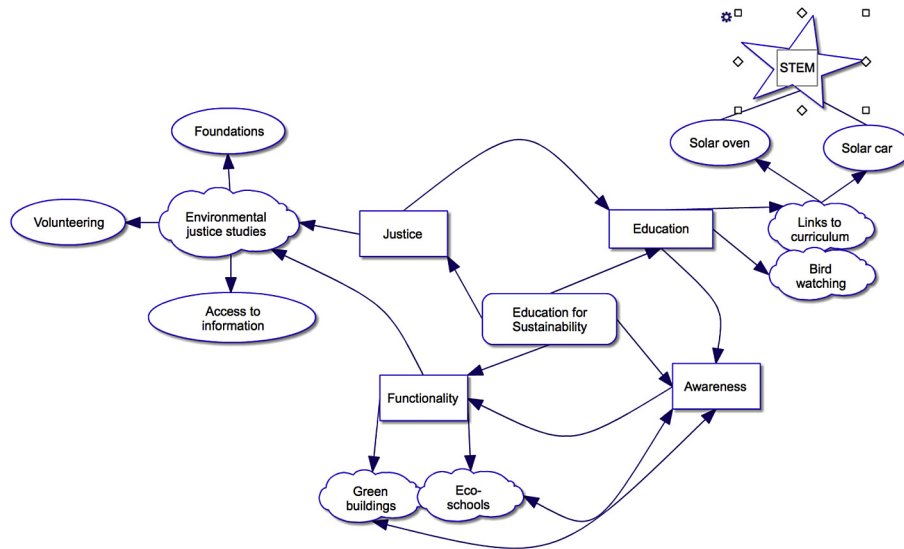 STEM
Foundations
Solar oven
Solar car
Volunteering
Environmental
justice studies
Justice
Education
Links to
curriculum
Bird
watching
Access to
information
Education for
Sustainability
Functionality
Awareness
Green
buildings
Eco-
schools